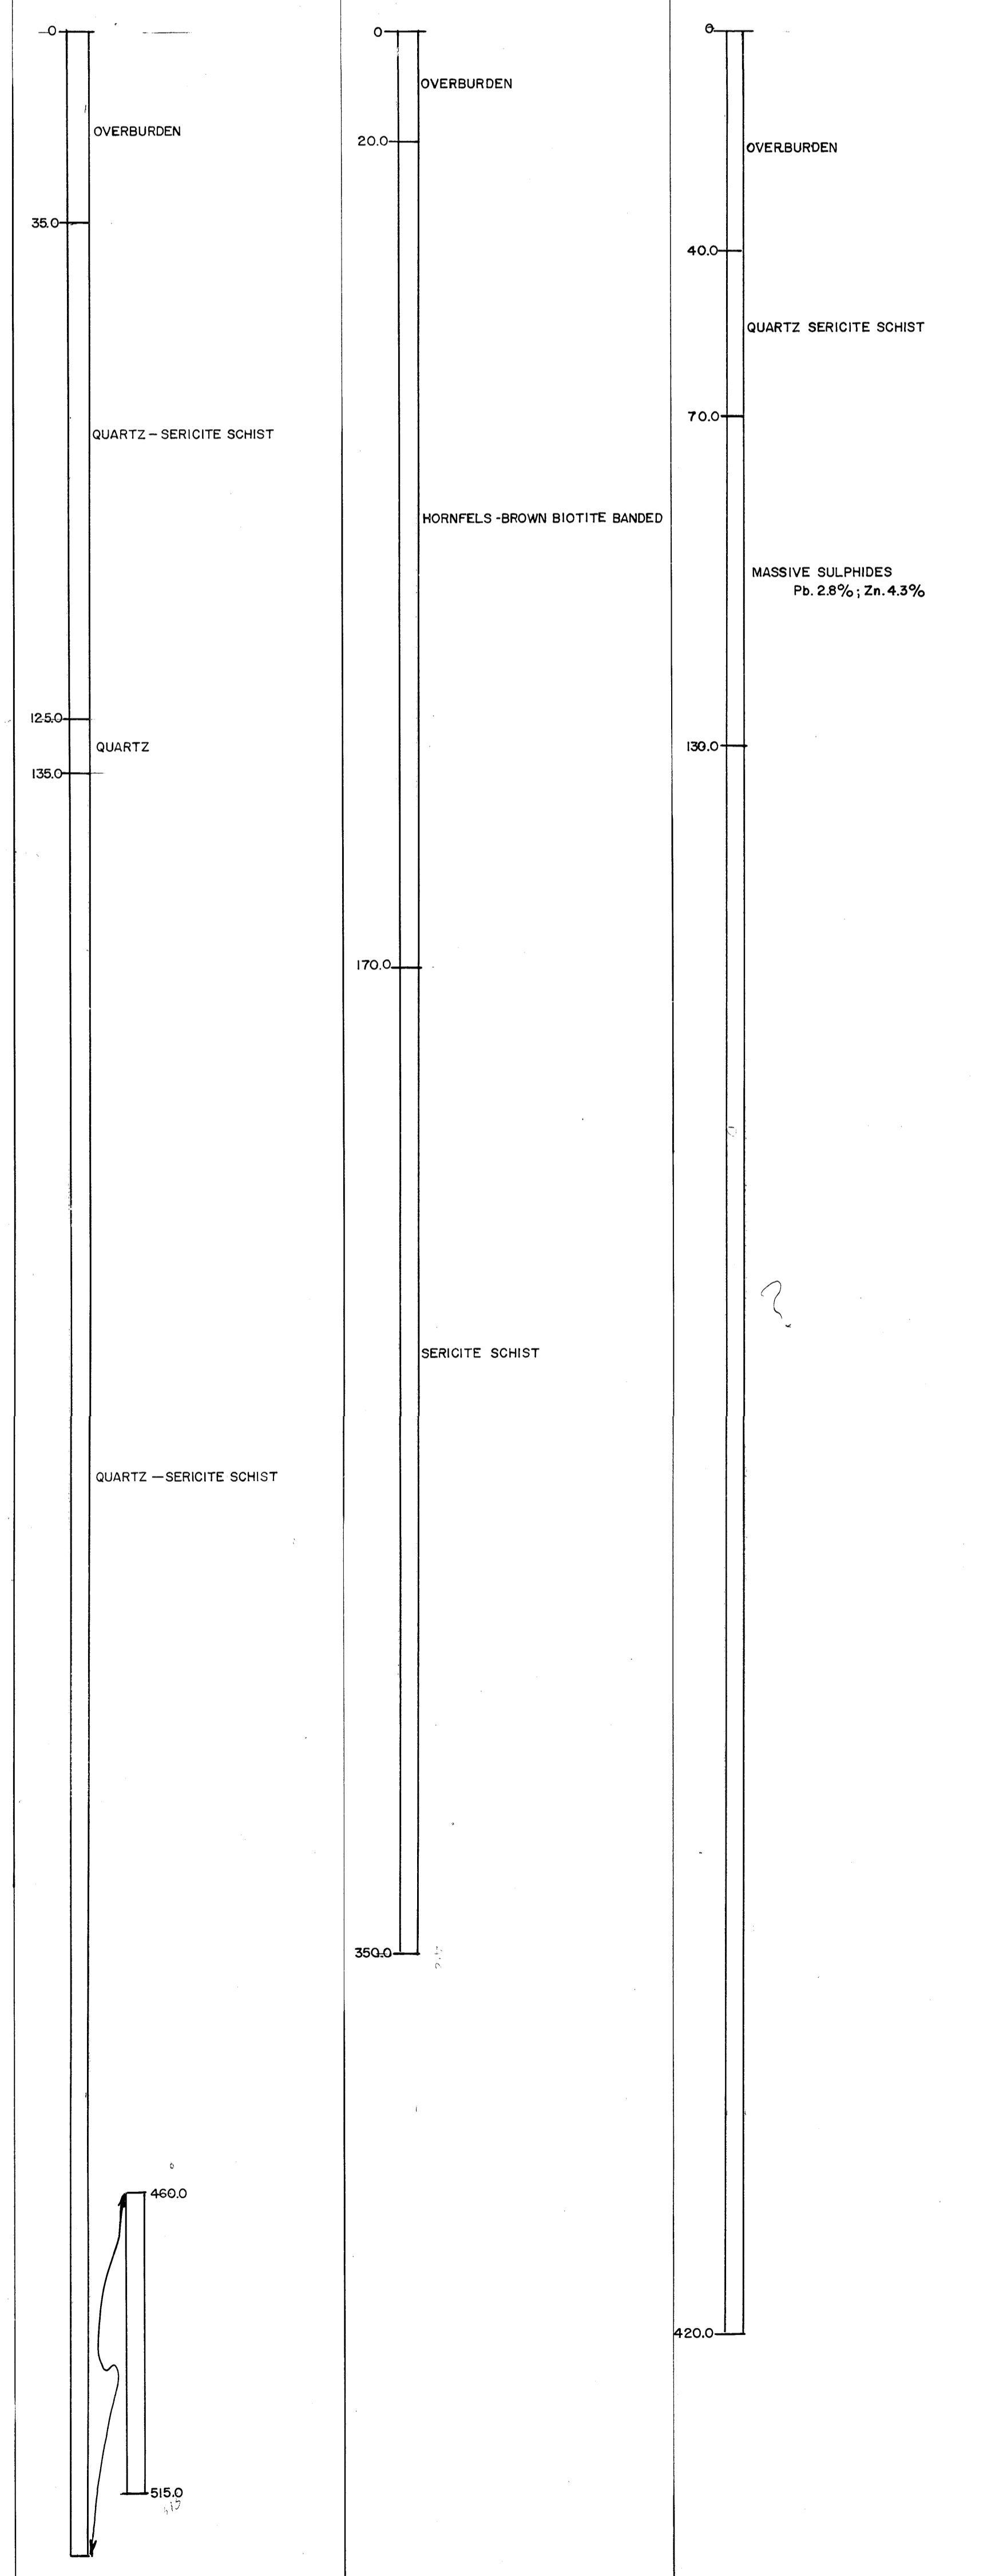 0
OVERBURDEN
35.0
QUARTZ-SERICITE SCHIST
125.0
QUARTZ
135.0
QUARTZ-SERICITE SCHIST
460.0
515.0
0
OVERBURDEN
20.0
HORNFELS-BROWN BIOTITE BANDED
170.0
SERICITE SCHIST
350.0
0
OVERBURDEN
40.0
QUARTZ SERICITE SCHIST
70.0
MASSIVE SULPHIDES
Pb. 2.8%; Zn. 4.3%
130.0
?
420.0